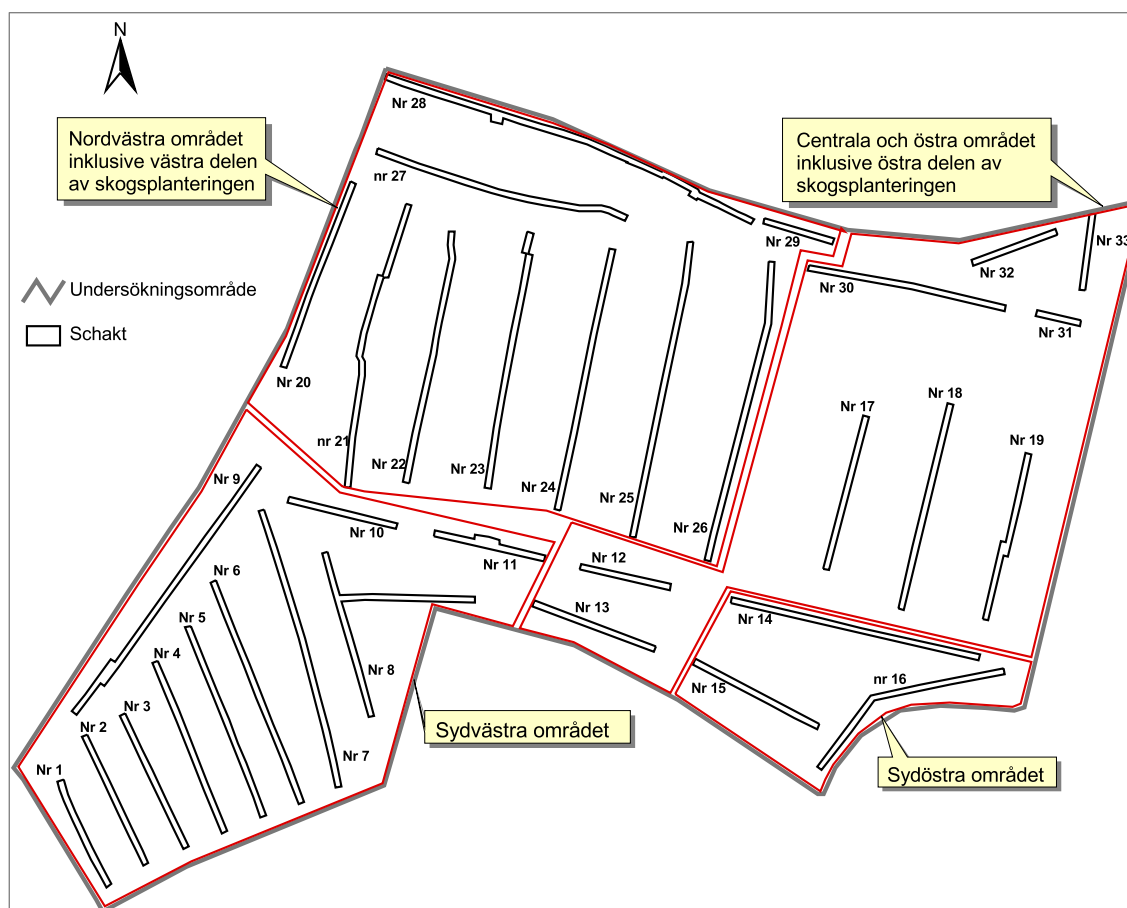 N
Nr 28
Nordvästra området
inklusive västra delen
av skogsplanteringen
Centrala och östra området
inklusive östra delen av
skogsplanteringen
nr 27
Nr 29
Nr 33
Nr 32
Nr 30
Undersökningsområde
Schakt
Nr 31
Nr 20
Nr 18
Nr 17
nr 21
Nr 19
Nr 22
Nr 23
Nr 9
Nr 24
Nr 25
Nr 26
Nr 10
Nr 11
Nr 12
Nr 6
Nr 13
Nr 5
Nr 14
Nr 4
Nr 8
Nr 15
nr 16
Nr 3
Nr 2
Sydvästra området
Nr 1
Nr 7
Sydöstra området